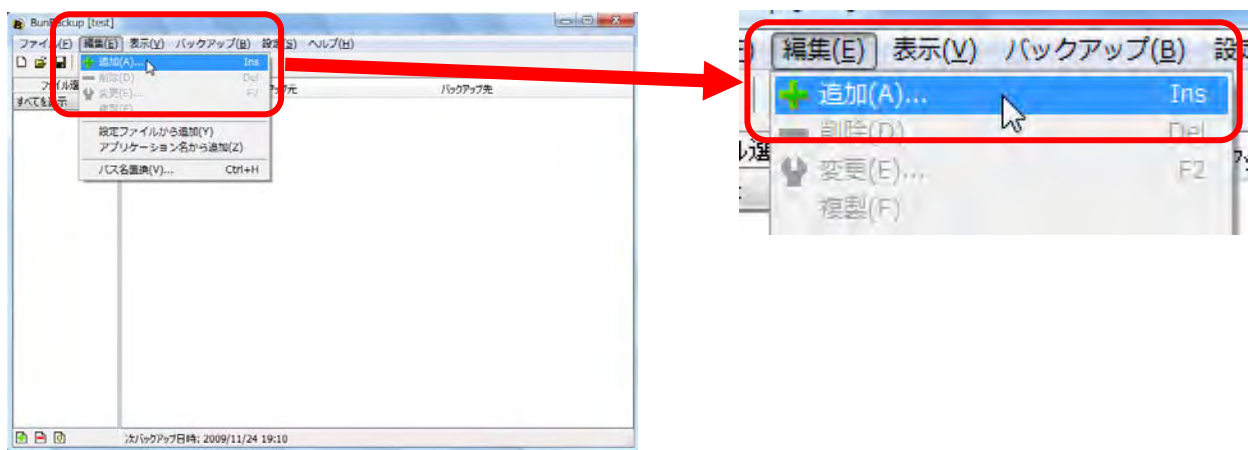 BunBackup [test]
ファイル(F) 編集(E) 表示(V) バックアップ(B) 設定(S) ヘルプ(H)
追加(A)... Ins
削除(D) Del
変更(E)... F2
複製(F)
設定ファイルから追加(Y)
アプリケーション名から追加(Z)
パス名置換(V)... Ctrl+H
すべてを表示
バックアップ先
次バックアップ日時: 2009/11/24 19:10
編集(E) 表示(V) バックアップ(B) 設定
追加(A)... Ins
削除(D) Del
変更(E)... F2
複製(F)